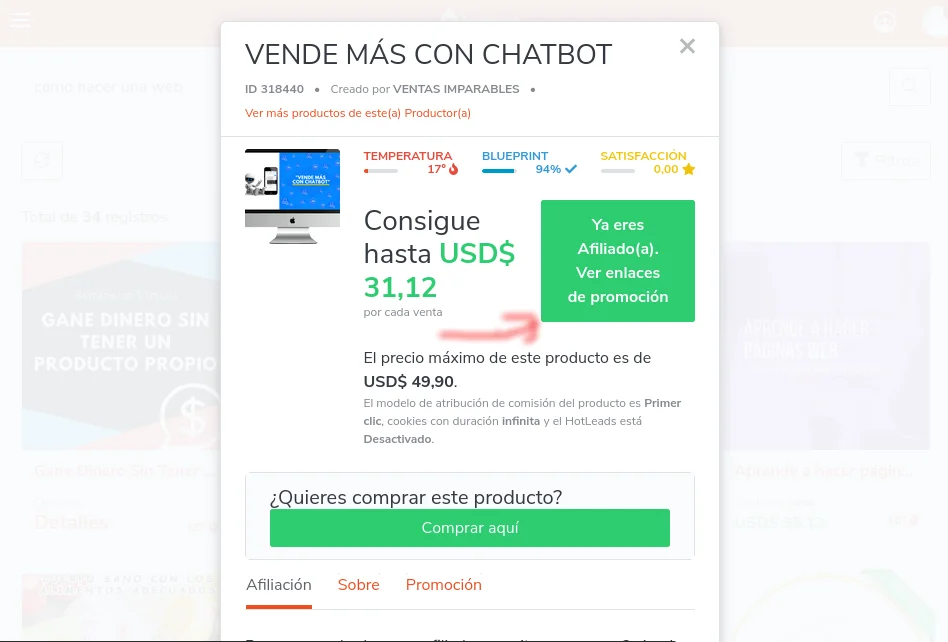 VENDE MÁS CON CHATBOT
ID 318440 • Creado por VENTAS IMPARABLES •
Ver más productos de este(a) Productor(a)
como hacer una web
Filtrar
Total de 34 registros
TEMPERATURA
17°
BLUEPRINT
94%
SATISFACCIÓN
0,00
"VENDE MÁS
CON CHATBOT"
Consigue
hasta USD$
31,12
por cada venta
Ya eres
Afiliado(a).
Ver enlaces
de promoción
GANE DINERO SIN
TENER UN
PRODUCTO PROPIO
APRENDE A HACER
PÁGINAS WEB
El precio máximo de este producto es de
USD$ 49,90.
El modelo de atribución de comisión del producto es Primer
clic, cookies con duración infinita y el HotLeads está
Desactivado.
Gane Dinero Sin Tener ...
Aprende a hacer págin...
Detalles
¿Quieres comprar este producto?
Comprar aquí
Afiliación
Sobre
Promoción